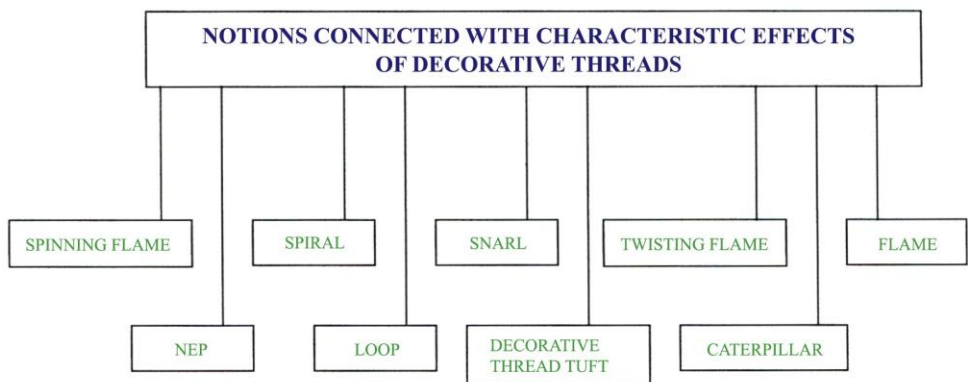 NOTIONS CONNECTED WITH CHARACTERISTIC EFFECTS
OF DECORATIVE THREADS
SPINNING FLAME
SPIRAL
SNARL
TWISTING FLAME
FLAME
NEP
LOOP
DECORATIVE
THREAD TUFT
CATERPILLAR